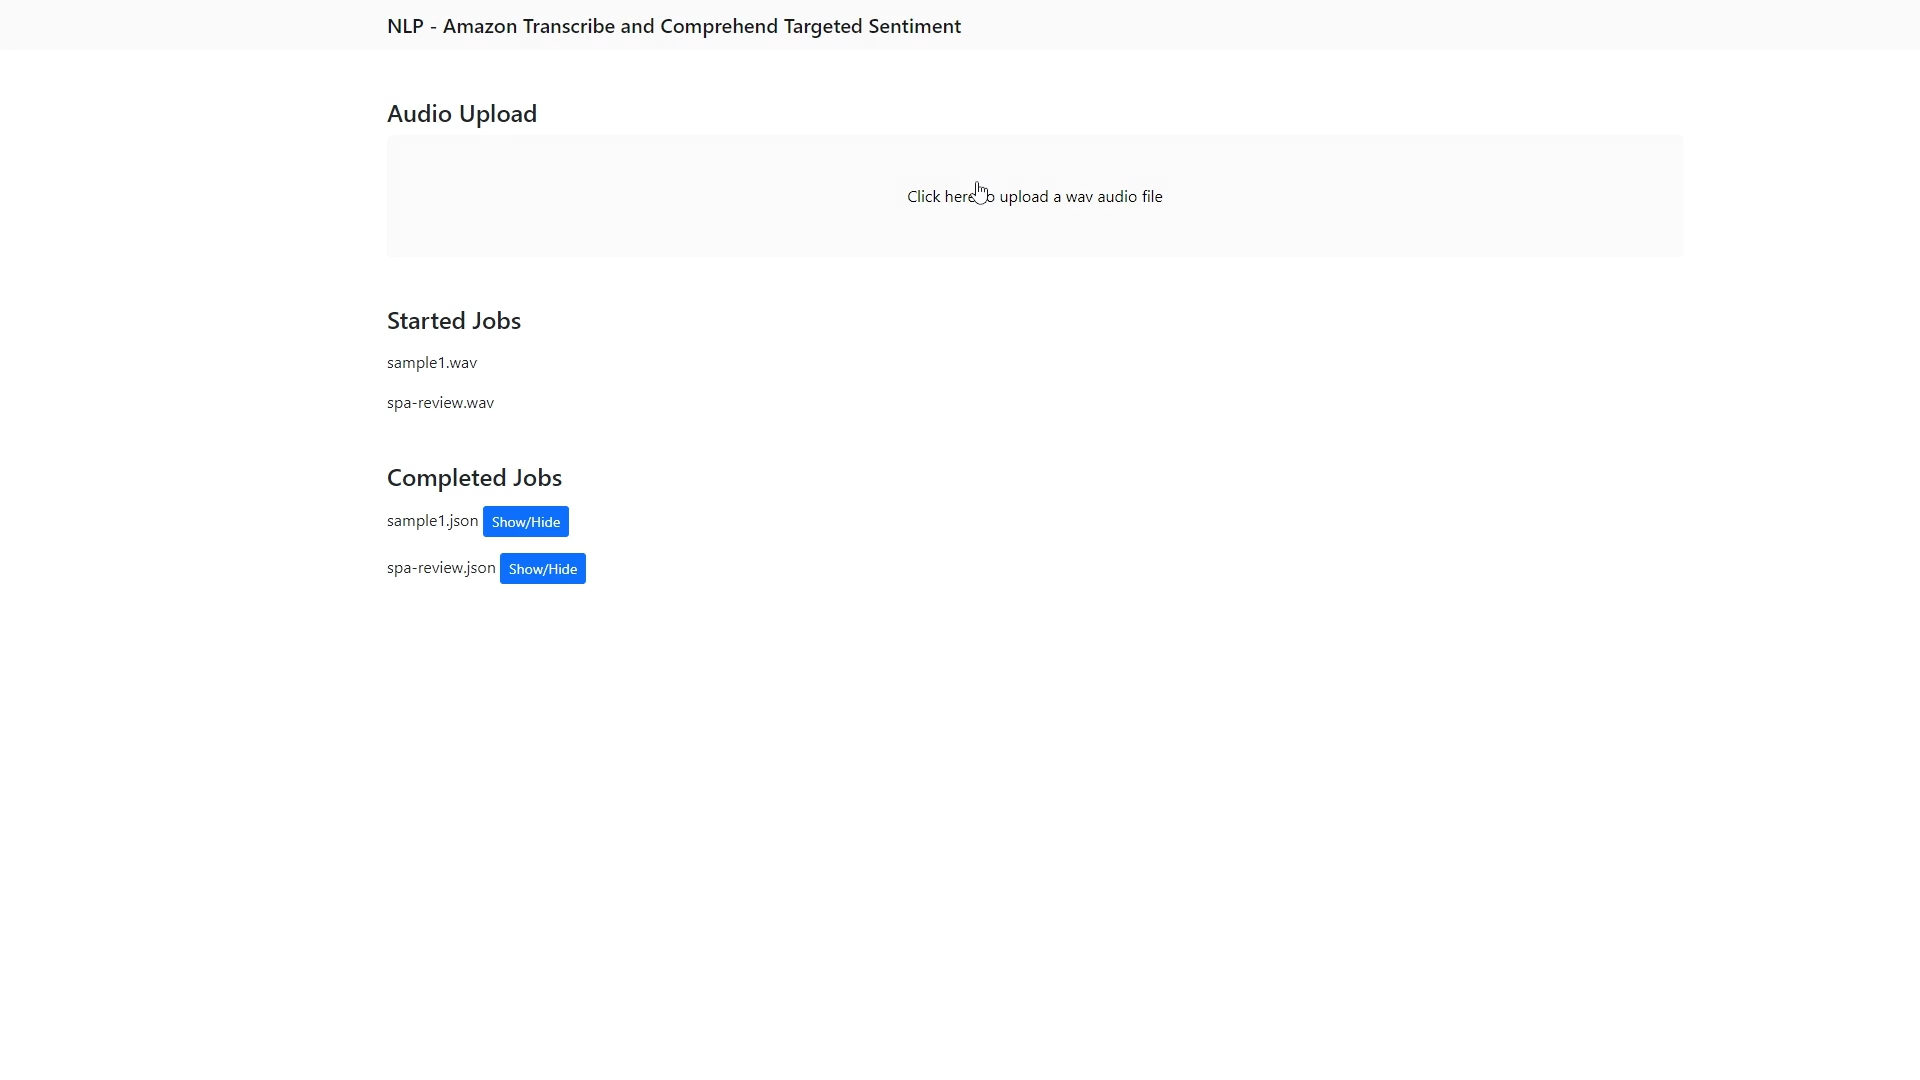 NLP - Amazon Transcribe and Comprehend Targeted Sentiment
Audio Upload
Click here to upload a wav audio file
Started Jobs
sample1.wav
spa-review.wav
Completed Jobs
sample1.json Show/Hide
spa-review.json Show/Hide